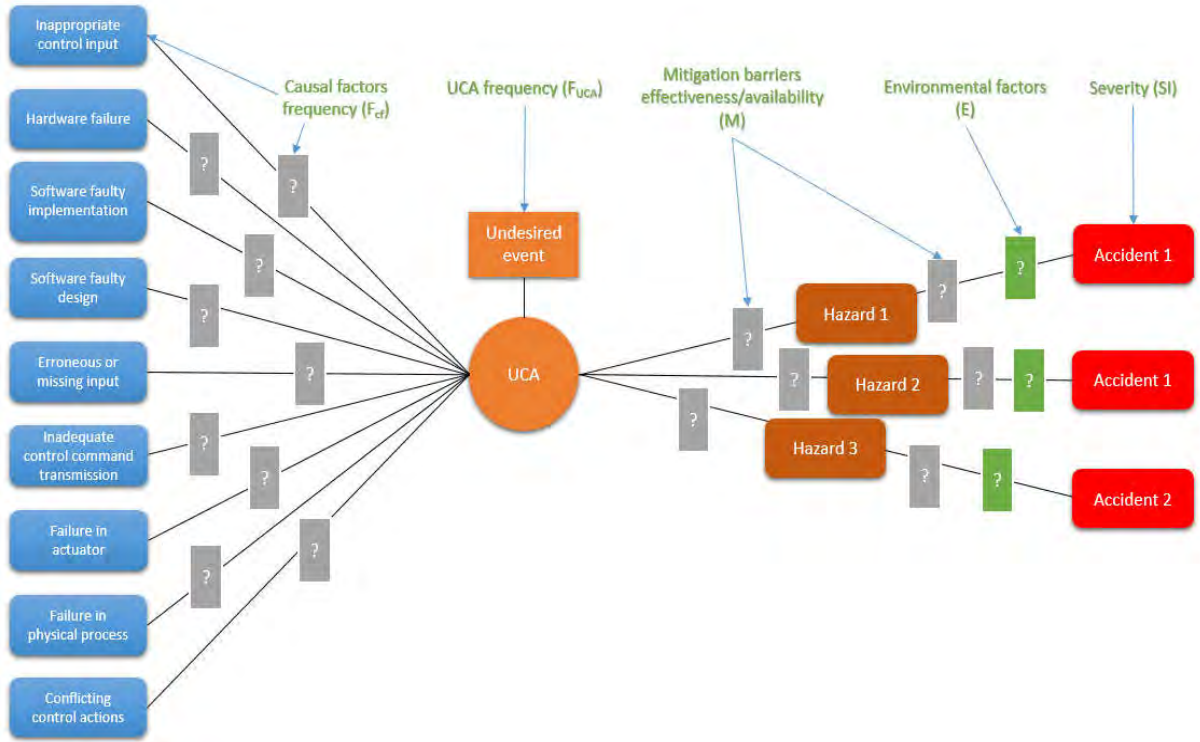 Inappropriate
control input
Hardware failure
Software faulty
implementation
Software faulty
design
Erroneous or
missing input
Inadequate
control command
transmission
Failure in
actuator
Failure in
physical process
Conflicting
control actions
Causal factors
frequency (Fcf)
?
?
?
?
?
?
?
?
?
UCA frequency (FUCA)
Undesired
event
UCA
Mitigation barriers
effectiveness/availability
(M)
Environmental factors
(E)
Severity (SI)
?
Hazard 1
?
?
Accident 1
?
Hazard 2
?
?
Accident 1
?
Hazard 3
?
?
Accident 2